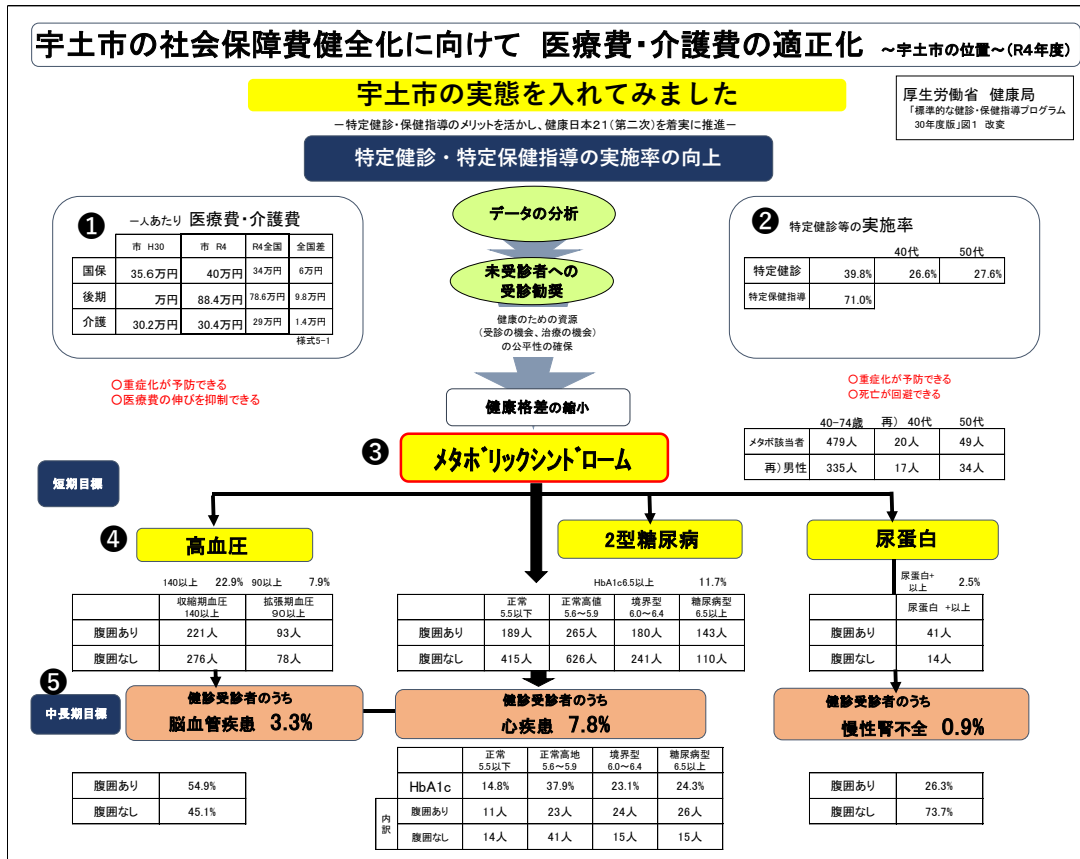 宇土市の社会保障費健全化に向けて 医療費・介護費の適正化 ～宇土市の位置～(R4年度)
宇土市の実態を入れてみました
厚生労働省 健康局
「標準的な健診・保健指導プログラム
30年度版」図1 改変
－特定健診・保健指導のメリットを活かし、健康日本21(第二次)を着実に推進－
特定健診・特定保健指導の実施率の向上
❶ 一人あたり 医療費・介護費
市 H30 市 R4 R4全国 全国差
国保 35.6万円 40万円 34万円 6万円
後期 万円 88.4万円 78.6万円 9.8万円
介護 30.2万円 30.4万円 29万円 1.4万円
様式5-1
○重症化が予防できる
○医療費の伸びを抑制できる
データの分析
未受診者への
受診勧奨
健康のための資源
(受診の機会、治療の機会)
の公平性の確保
健康格差の縮小
❷ 特定健診等の実施率
40代 50代
特定健診 39.8% 26.6% 27.6%
特定保健指導 71.0%
○重症化が予防できる
○死亡が回避できる
40-74歳 再) 40代 50代
メタボ該当者 479人 20人 49人
再)男性 335人 17人 34人
❸ メタボリックシンドローム
短期目標
❹ 高血圧
2型糖尿病
尿蛋白
140以上 22.9% 90以上 7.9%
収縮期血圧 拡張期血圧
140以上 90以上
腹囲あり 221人 93人
腹囲なし 276人 78人
HbA1c6.5以上 11.7%
正常 正常高値 境界型 糖尿病型
5.5以下 5.6～5.9 6.0～6.4 6.5以上
腹囲あり 189人 265人 180人 143人
腹囲なし 415人 626人 241人 110人
尿蛋白+
以上 2.5%
尿蛋白 +以上
腹囲あり 41人
腹囲なし 14人
❺
中長期目標
健診受診者のうち
脳血管疾患 3.3%
健診受診者のうち
心疾患 7.8%
健診受診者のうち
慢性腎不全 0.9%
腹囲あり 54.9%
腹囲なし 45.1%
正常 正常高地 境界型 糖尿病型
5.5以下 5.6～5.9 6.0～6.4 6.5以上
HbA1c 14.8% 37.9% 23.1% 24.3%
内訳
腹囲あり 11人 23人 24人 26人
腹囲なし 14人 41人 15人 15人
腹囲あり 26.3%
腹囲なし 73.7%